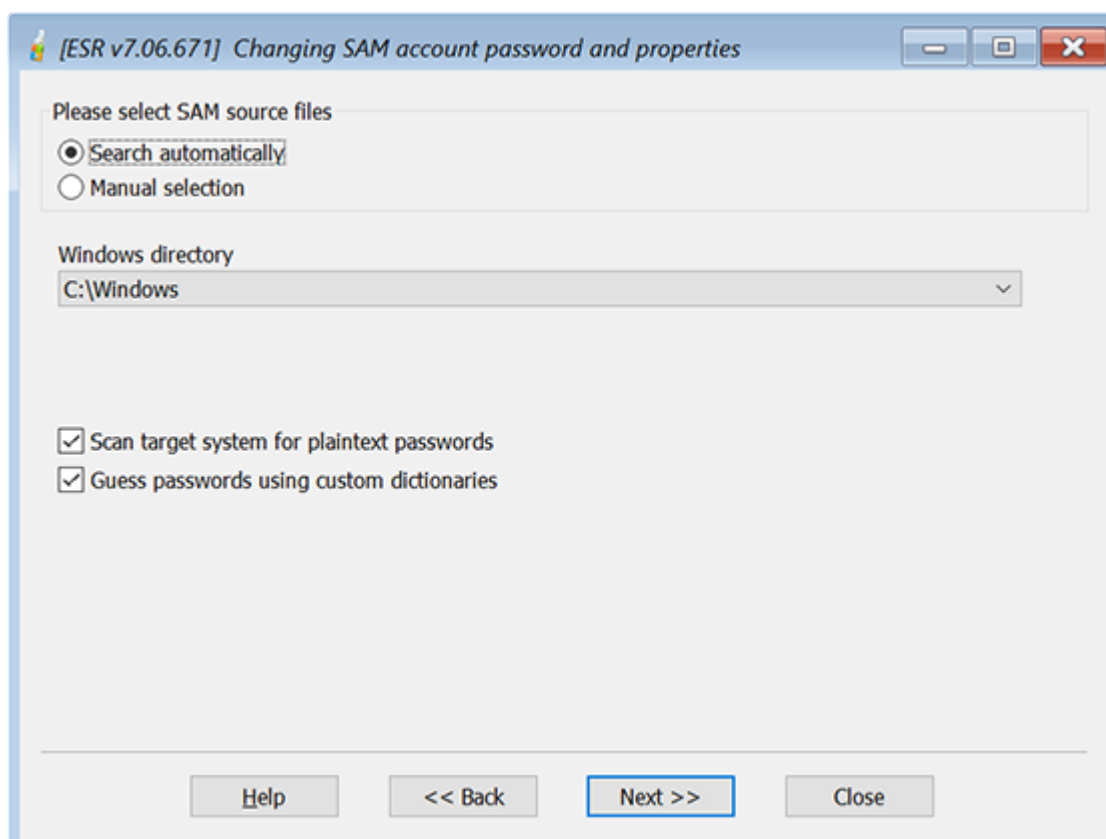 [ESR v7.06.671] Changing SAM account password and properties
Please select SAM source files
Search automatically
Manual selection
Windows directory
C:\Windows
Scan target system for plaintext passwords
Guess passwords using custom dictionaries
Help << Back Next >> Close